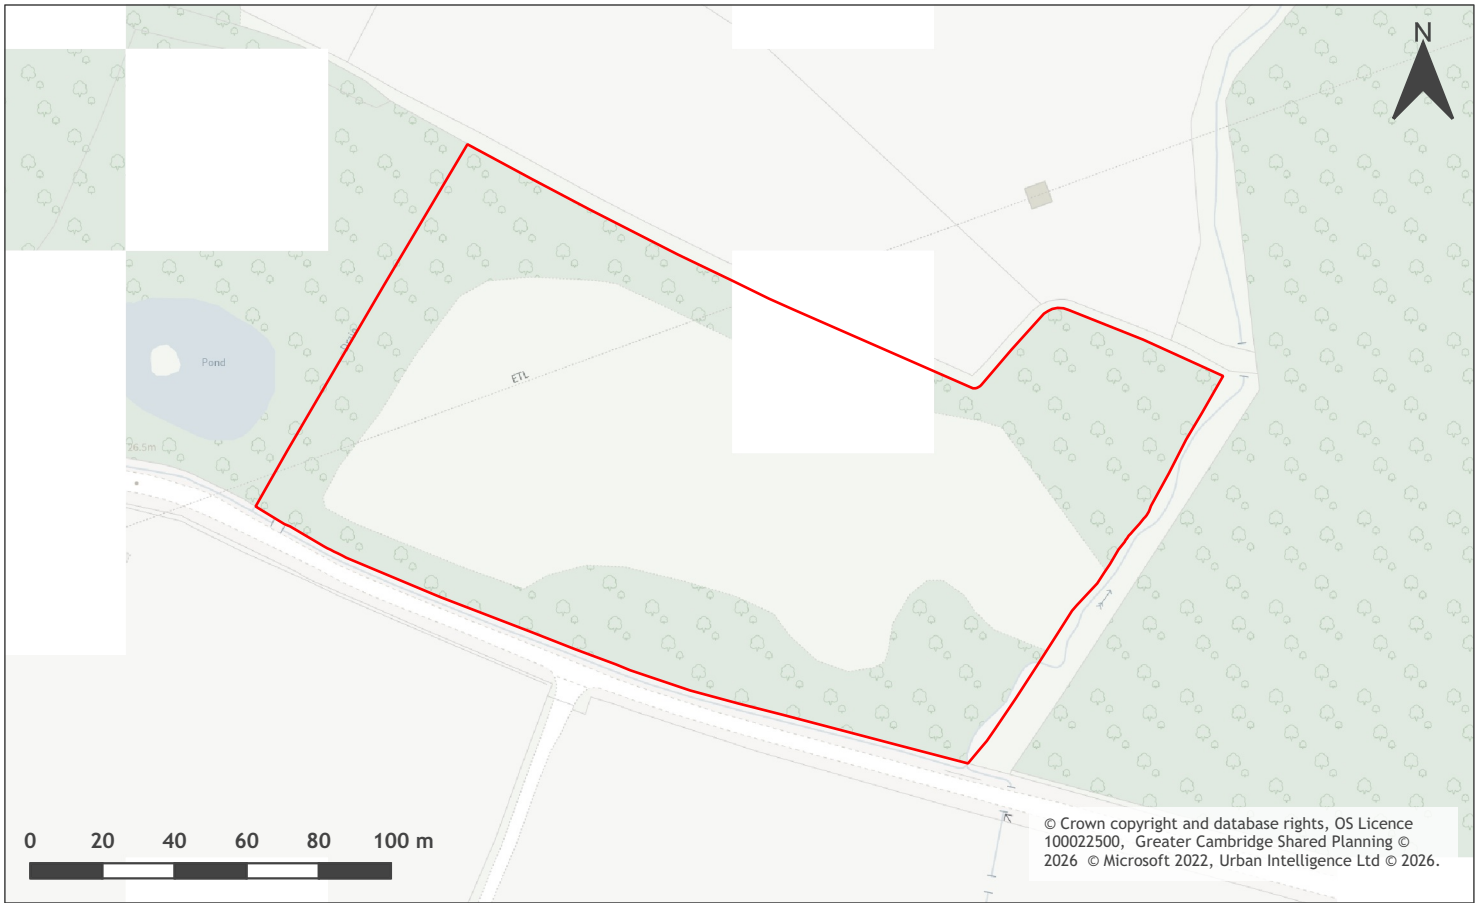 N
Drain
Pond
ETL
26.5m
0 20 40 60 80 100 m
© Crown copyright and database rights, OS Licence
100022500, Greater Cambridge Shared Planning ©
2026 © Microsoft 2022, Urban Intelligence Ltd © 2026.